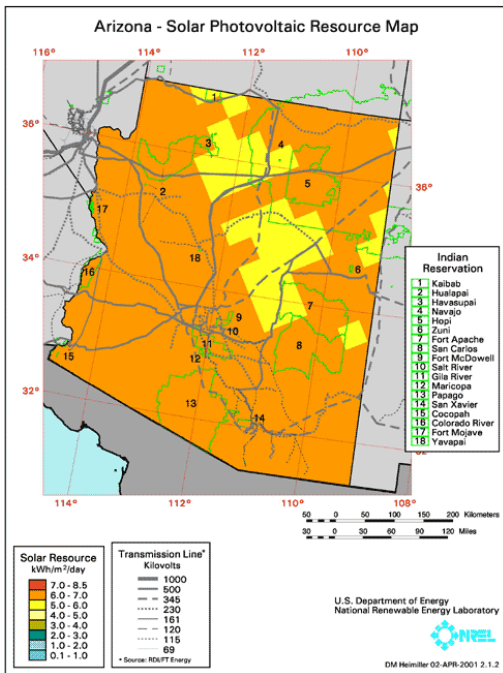 Arizona - Solar Photovoltaic Resource Map
116° 114° 112° 110°
36°
1
3
4
5
36°
2
17
34°
18
16
6
34°
7
9
10
11
8
15
12
32°
13
14
32
114° 112° 110° 108°
Indian
Reservation
1 Kaibab
2 Hualapai
3 Havasupai
4 Navajo
5 Hopi
6 Zuni
7 Fort Apache
8 San Carlos
9 Fort McDowell
10 Salt River
11 Gila River
12 Maricopa
13 Papago
14 San Xavier
15 Cocopah
16 Colorado River
17 Fort Mojave
18 Yavapai
50 0 50 100 150 200 Kilometers
30 0 30 60 90 120 Miles
Solar Resource
kWh/m²/day
7.0 - 8.5
6.0 - 7.0
5.0 - 6.0
4.0 - 5.0
3.0 - 4.0
2.0 - 3.0
1.0 - 2.0
0.1 - 1.0
Transmission Line*
Kilovolts
1000
500
345
230
161
120
115
69
* Source: RDI/FT Energy
U.S. Department of Energy
National Renewable Energy Laboratory
NREL
DM Heimiller 02-APR-2001 2.1.2